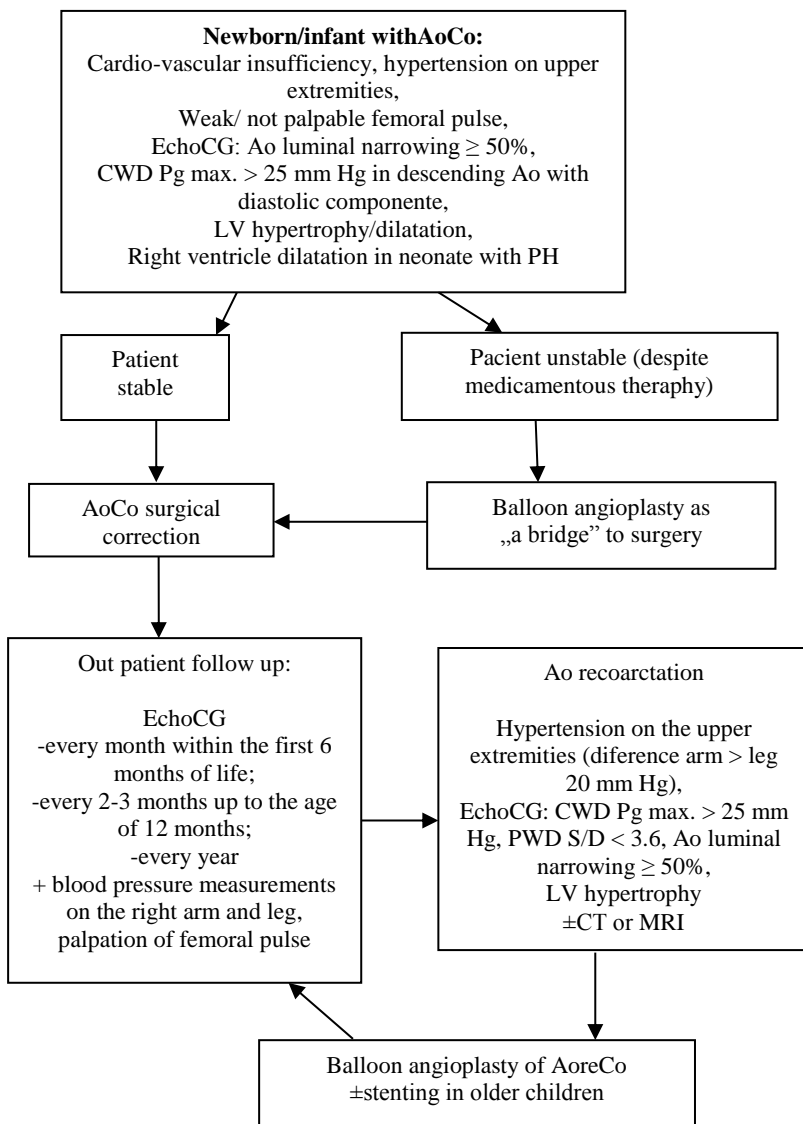 Newborn/infant withAoCo:
Cardio-vascular insufficiency, hypertension on upper
extremities,
Weak/ not palpable femoral pulse,
EchoCG: Ao luminal narrowing ≥ 50%,
CWD Pg max. > 25 mm Hg in descending Ao with
diastolic componente,
LV hypertrophy/dilatation,
Right ventricle dilatation in neonate with PH
Patient
stable
Pacient unstable (despite
medicamentous theraphy)
AoCo surgical
correction
Balloon angioplasty as
„a bridge” to surgery
Out patient follow up:
EchoCG
-every month within the first 6
months of life;
-every 2-3 months up to the age
of 12 months;
-every year
+ blood pressure measurements
on the right arm and leg,
palpation of femoral pulse
Ao recoarctation
Hypertension on the upper
extremities (diference arm > leg
20 mm Hg),
EchoCG: CWD Pg max. > 25 mm
Hg, PWD S/D < 3.6, Ao luminal
narrowing ≥ 50%,
LV hypertrophy
±CT or MRI
Balloon angioplasty of AoreCo
±stenting in older children